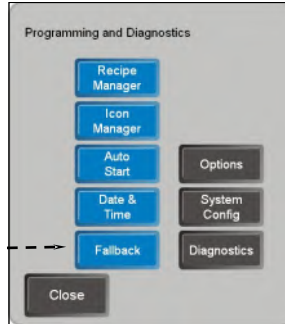 Programming and Diagnostics
Recipe
Manager
Icon
Manager
Auto
Start
Options
Date &
Time
System
Config
Fallback
Diagnostics
Close